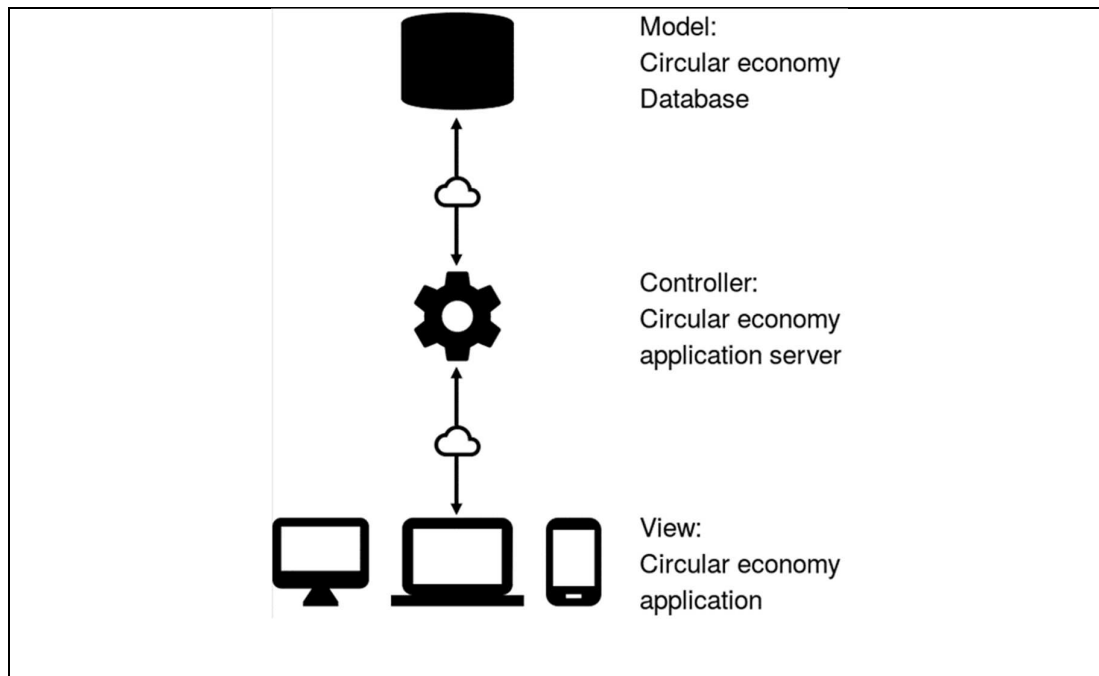 Model:
Circular economy
Database
Controller:
Circular economy
application server
View:
Circular economy
application